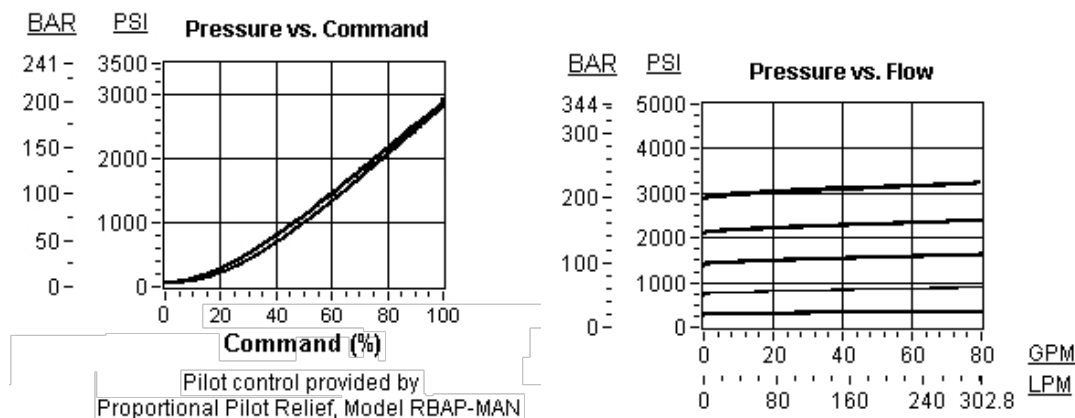 BAR PSI Pressure vs. Command
241 3500
200 3000
150 2000
100 1000
50
0 0
0 20 40 60 80 100
Command (%)
Pilot control provided by
Proportional Pilot Relief, Model RBAP-MAN
BAR PSI Pressure vs. Flow
344 5000
300 4000
200 3000
2000
100 1000
0 0
0 20 40 60 80 GPM
0 80 160 240 302.8 LPM